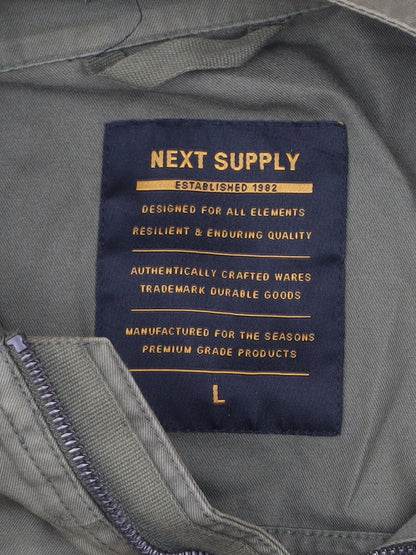 NEXT SUPPLY
ESTABLISHED 1982
DESIGNED FOR ALL ELEMENTS
RESILIENT & ENDURING QUALITY
AUTHENTICALLY CRAFTED WARES
TRADEMARK DURABLE GOODS
MANUFACTURED FOR THE SEASONS
PREMIUM GRADE PRODUCTS
L